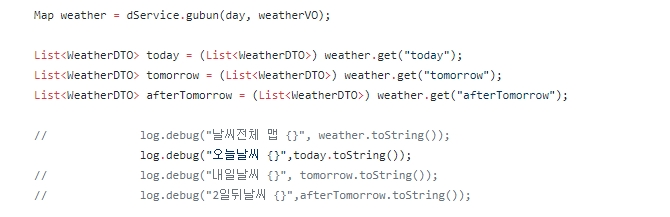 Map weather = dService.gubun(day, weatherVO);
List<WeatherDTO> today = (List<WeatherDTO>) weather.get("today");
List<WeatherDTO> tomorrow = (List<WeatherDTO>) weather.get("tomorrow");
List<WeatherDTO> afterTomorrow = (List<WeatherDTO>) weather.get("afterTomorrow");
// log.debug("날씨전체 맵 {}", weather.toString());
log.debug("오늘날씨 {}",today.toString());
// log.debug("내일날씨 {}", tomorrow.toString());
// log.debug("2일뒤날씨 {}",afterTomorrow.toString());